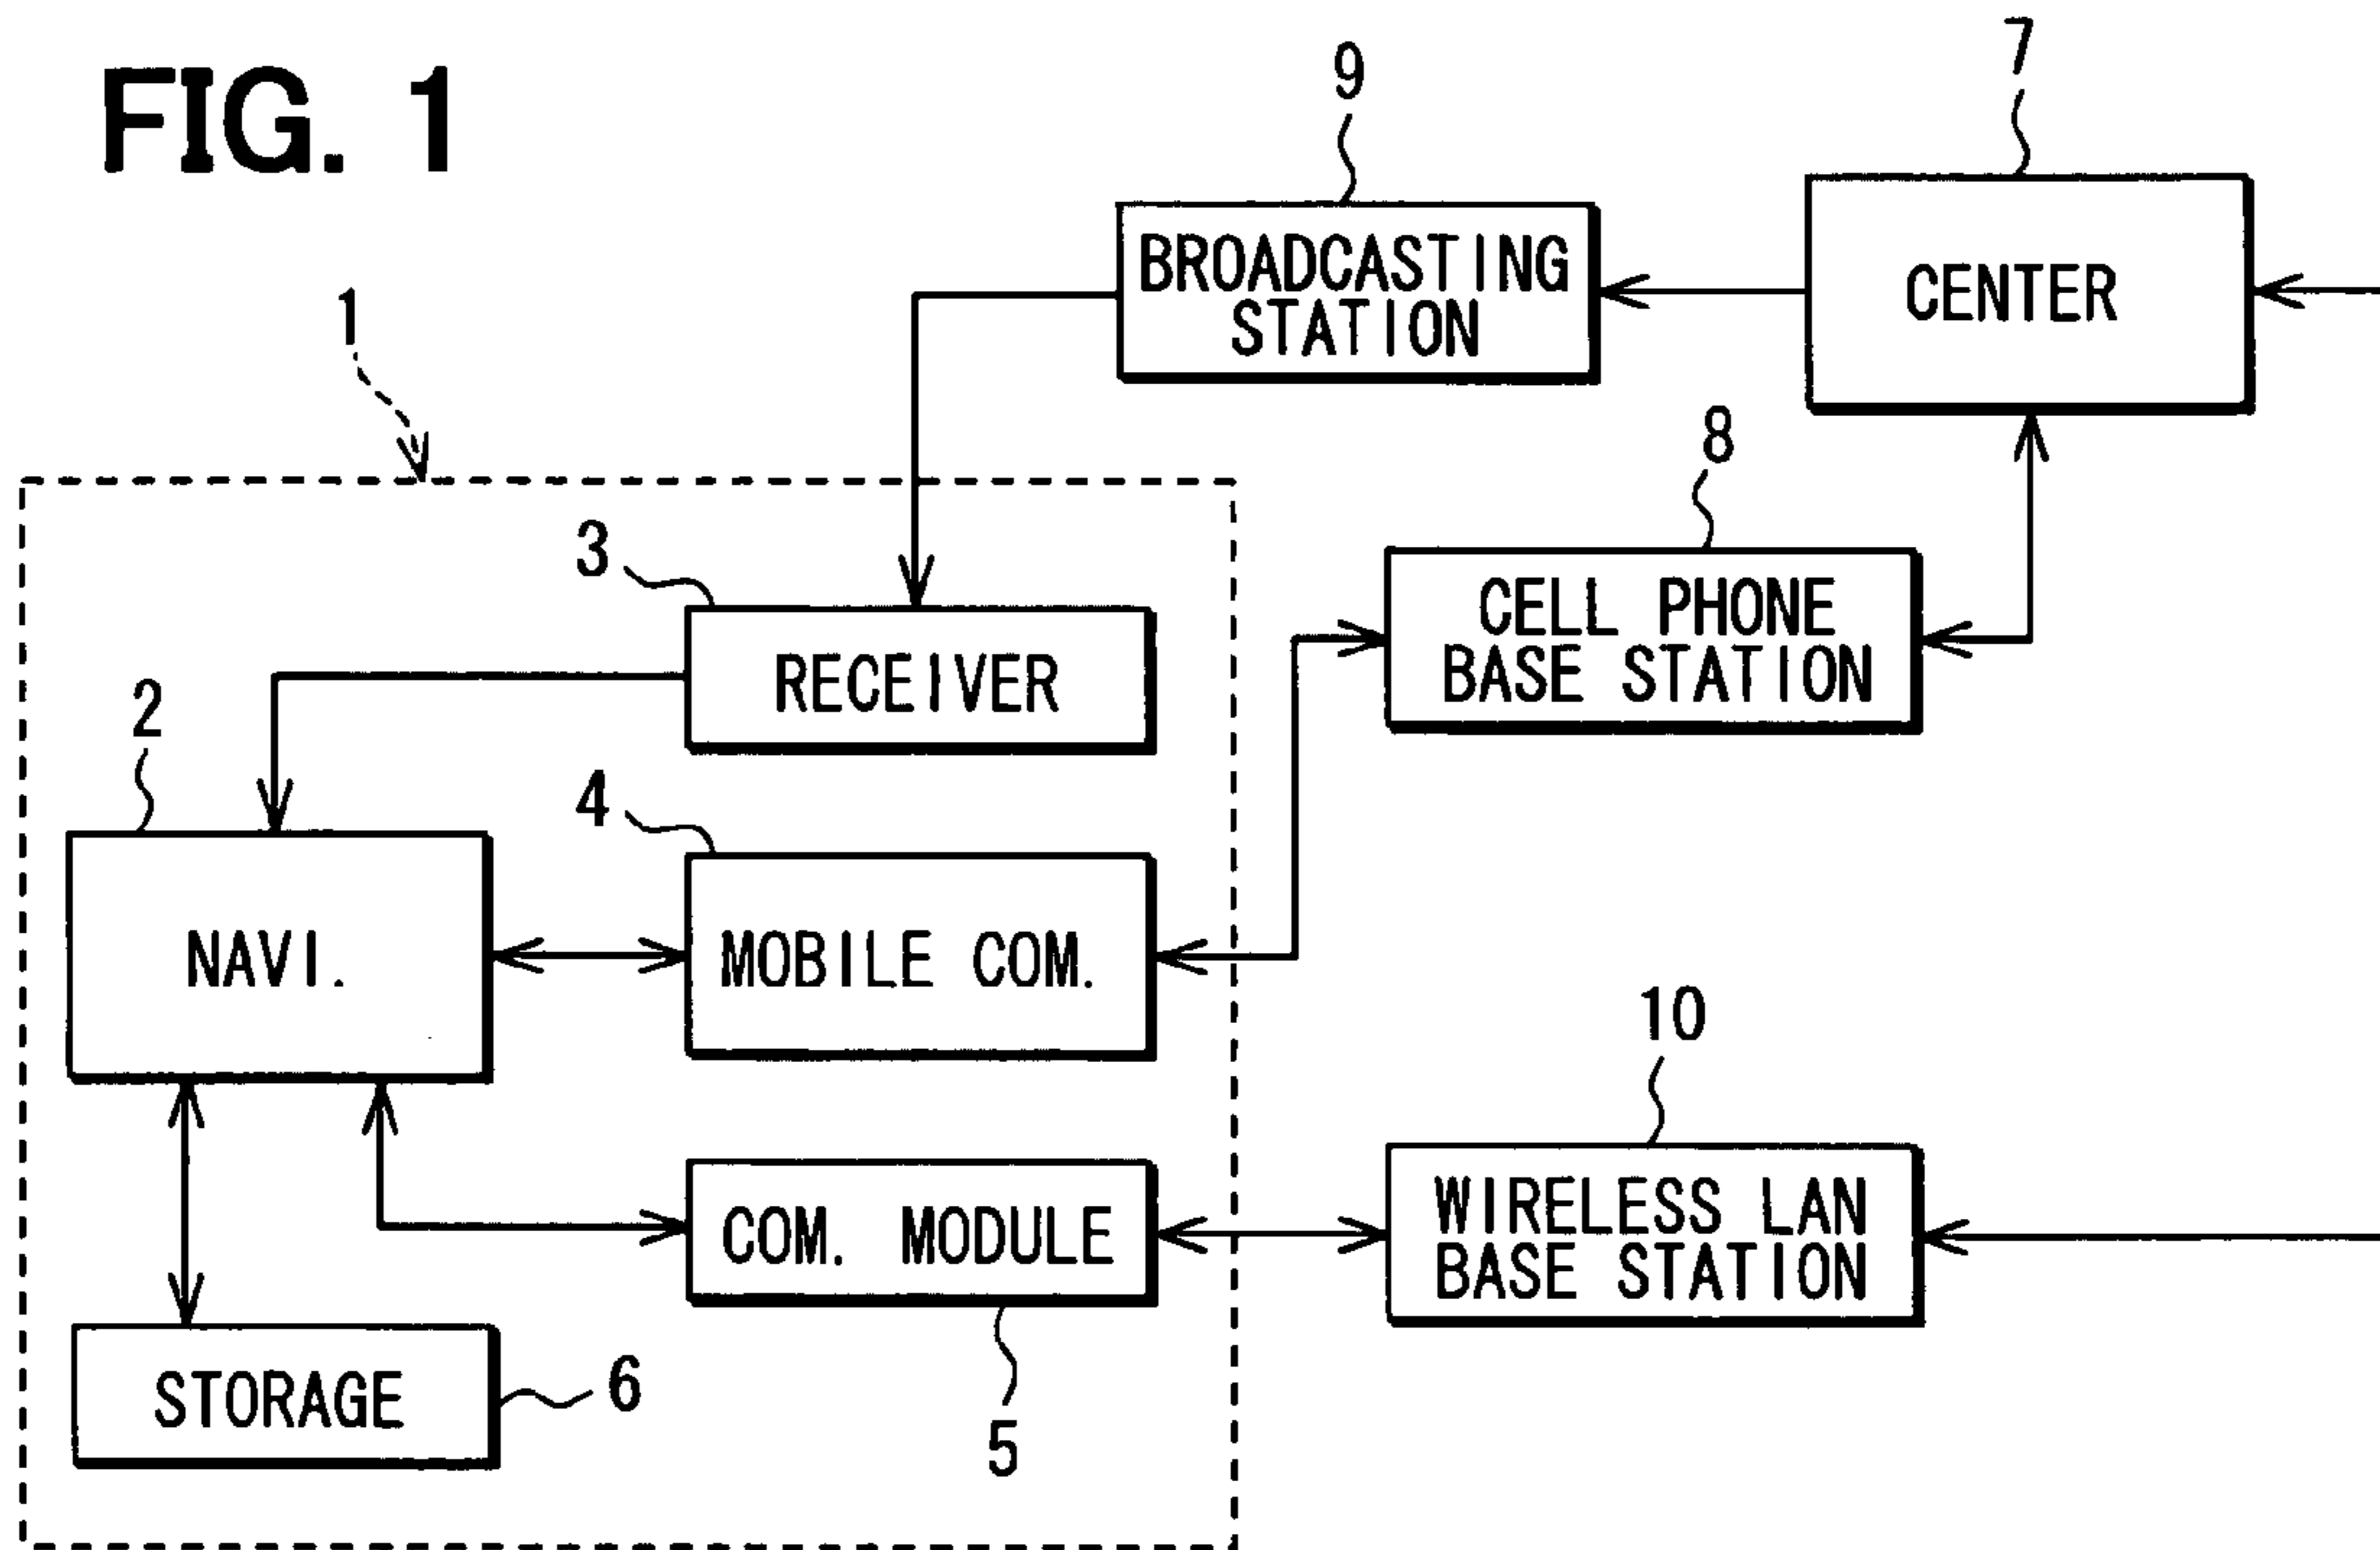 FIG. 1
7
9
BROADCASTING
STATION
CENTER
1
8
3
CELL PHONE
BASE STATION
RECEIVER
2
4
NAVI.
MOBILE COM.
10
WIRELESS LAN
BASE STATION
COM. MODULE
STORAGE
6
5